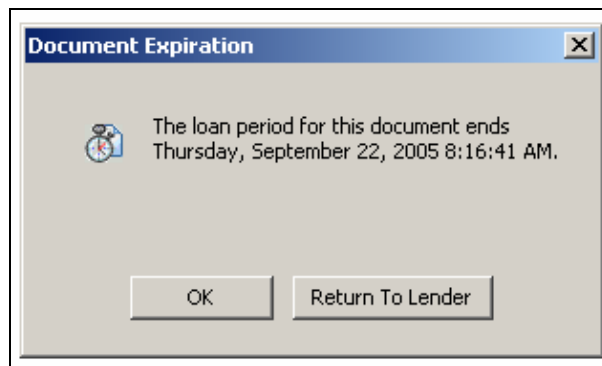 Document Expiration
The loan period for this document ends
Thursday, September 22, 2005 8:16:41 AM.
OK
Return To Lender